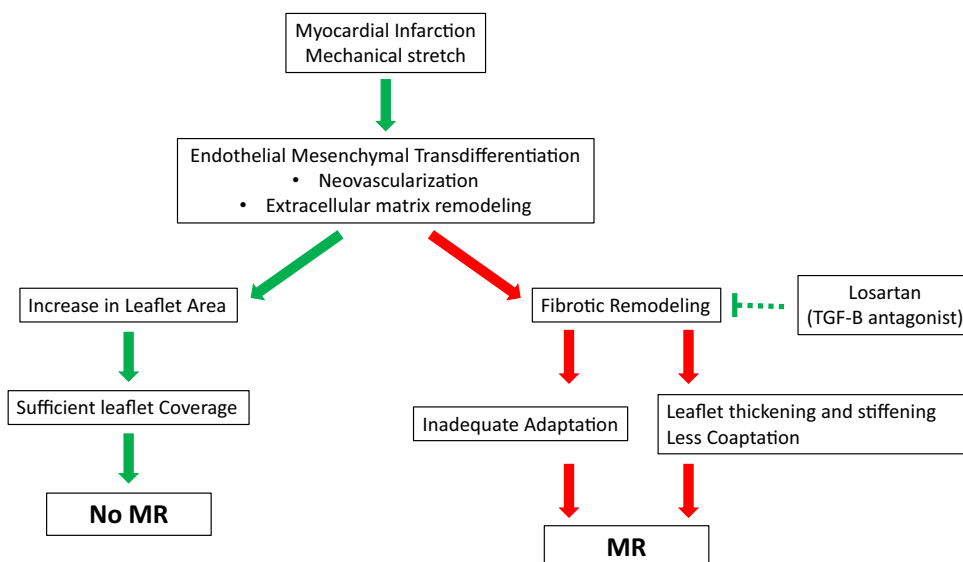 Myocardial Infarction
Mechanical stretch
Endothelial Mesenchymal Transdifferentiation
• Neovascularization
• Extracellular matrix remodeling
Increase in Leaflet Area
Fibrotic Remodeling
Losartan
(TGF-B antagonist)
Sufficient leaflet Coverage
Inadequate Adaptation
Leaflet thickening and stiffening
Less Coaptation
No MR
MR